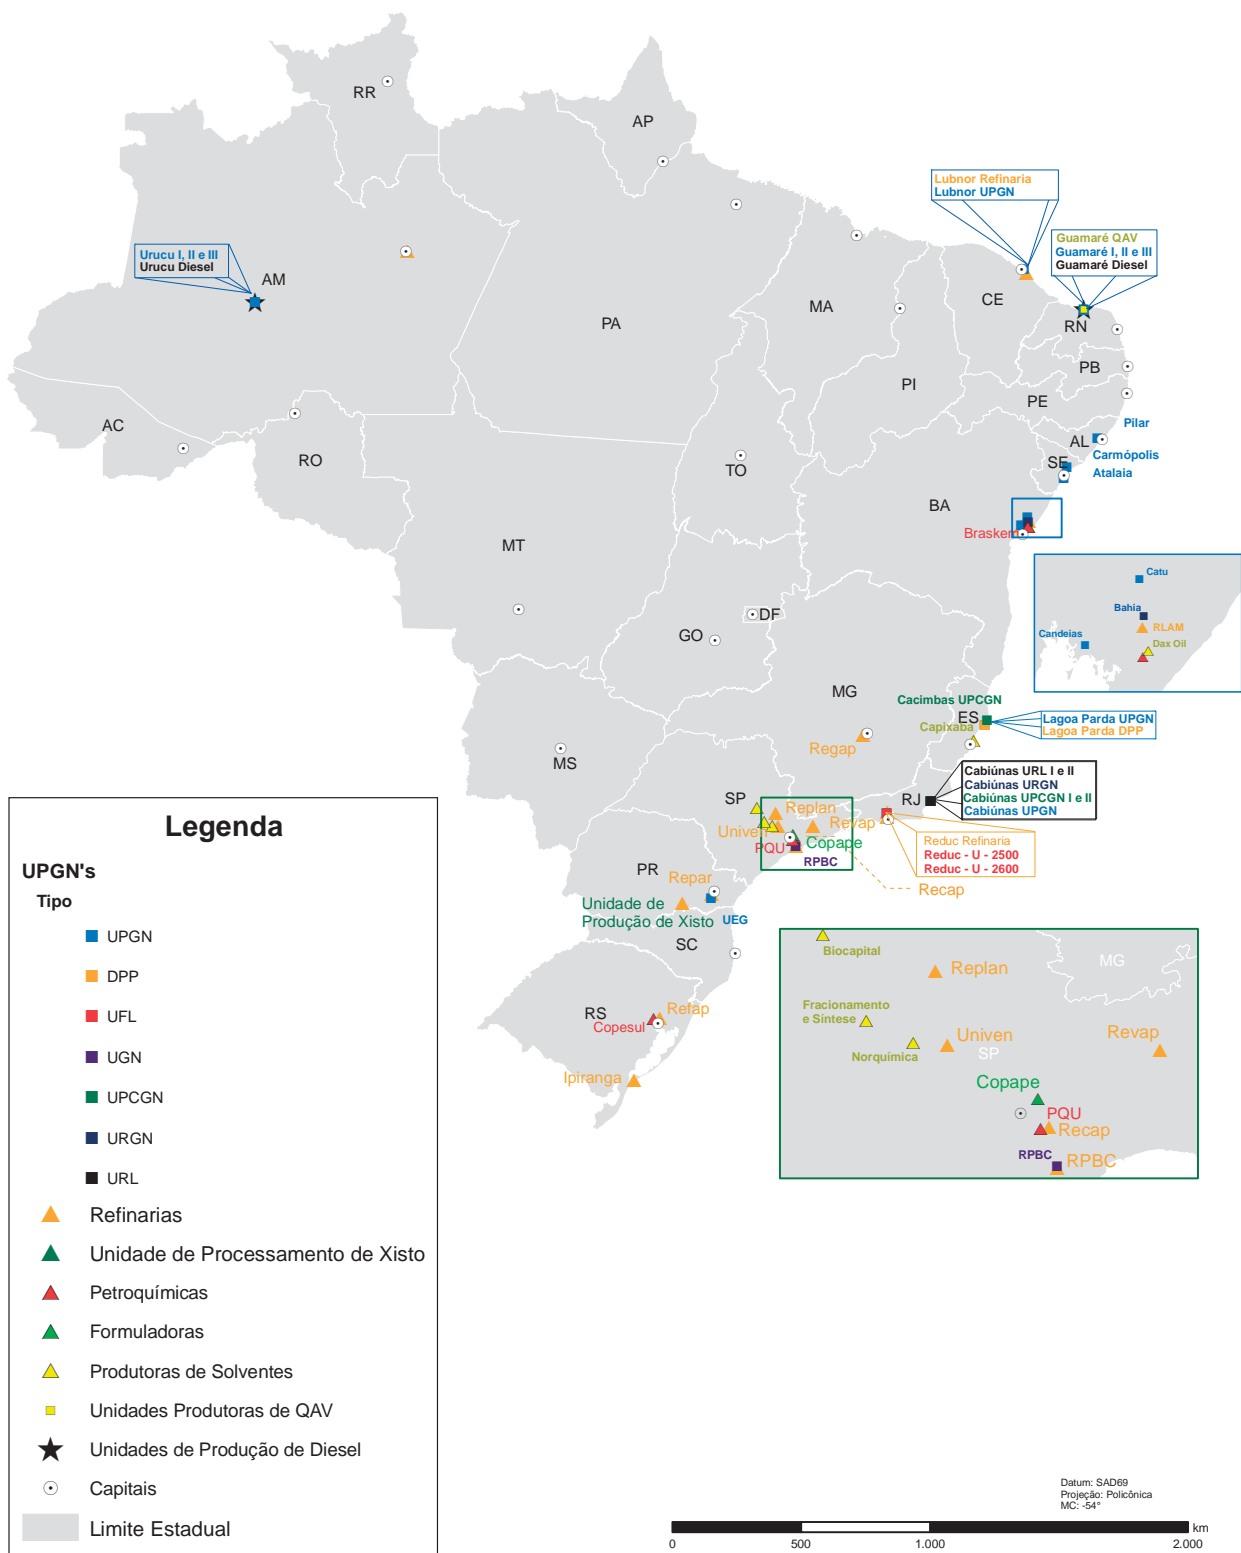 RR
AP
Lubnor Refinaria
Lubnor UPGN
Guamaré QAV
Guamaré I, II e III
Guamaré Diesel
Urucu I, II e III
Urucu Diesel
AM
PA
MA
CE
RN
PB
PI
PE
AC
RO
TO
AL
Pilar
Carmópolis
SE
Atalaia
BA
Braskem
MT
DF
GO
Catu
Bahia
RLAM
Candeias
Dax Oil
MG
Cacimbas UPCGN
ES
Capixaba
Lagoa Parda UPGN
Lagoa Parda DPP
Regap
MS
Cabiúnas URL I e II
Cabiúnas URGN
Cabiúnas UPCGN I e II
Cabiúnas UPGN
RJ
SP
Replan
Univen
Revap
PQU
Copape
RPBC
Reduc Refinaria
Reduc - U - 2500
Reduc - U - 2600
Recap
PR
Repar
Unidade de
Produção de Xisto
UEG
SC
RS
Refap
Copesul
Ipiranga
Biocapital
Replan
MG
Fracionamento
e Síntese
Norquímica
Univen
SP
Revap
Copape
PQU
Recap
RPBC
RPBC
Legenda
UPGN's
Tipo
UPGN
DPP
UFL
UGN
UPCGN
URGN
URL
Refinarias
Unidade de Processamento de Xisto
Petroquímicas
Formuladoras
Produtoras de Solventes
Unidades Produtoras de QAV
Unidades de Produção de Diesel
Capitais
Limite Estadual
Datum: SAD69
Projeção: Policônica
MC: -54°
km
0 500 1.000 2.000